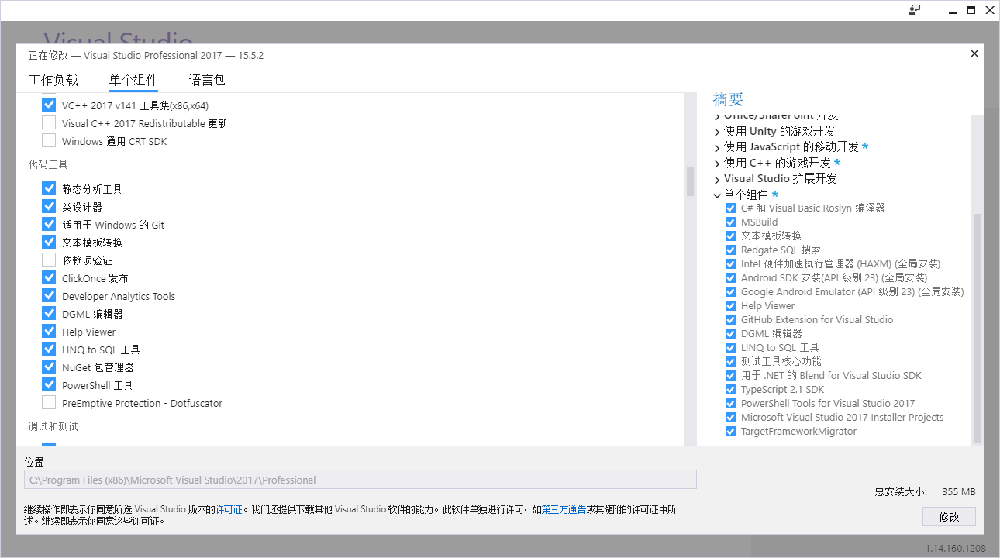 Visual Studio
正在修改 — Visual Studio Professional 2017 — 15.5.2
工作负载 单个组件 语言包
VC++ 2017 v141 工具集(x86,x64)
Visual C++ 2017 Redistributable 更新
Windows 通用 CRT SDK
代码工具
静态分析工具
类设计器
适用于 Windows 的 Git
文本模板转换
依赖项验证
ClickOnce 发布
Developer Analytics Tools
DGML 编辑器
Help Viewer
LINQ to SQL 工具
NuGet 包管理器
PowerShell 工具
PreEmptive Protection - Dotfuscator
调试和测试
摘要
Office/SharePoint 开发
使用 Unity 的游戏开发
使用 JavaScript 的移动开发 *
使用 C++ 的游戏开发 *
Visual Studio 扩展开发
单个组件 *
C# 和 Visual Basic Roslyn 编译器
MSBuild
文本模板转换
Redgate SQL 搜索
Intel 硬件加速执行管理器 (HAXM) (全局安装)
Android SDK 安装(API 级别 23) (全局安装)
Google Android Emulator (API 级别 23) (全局安装)
Help Viewer
GitHub Extension for Visual Studio
DGML 编辑器
LINQ to SQL 工具
测试工具核心功能
用于 .NET 的 Blend for Visual Studio SDK
TypeScript 2.1 SDK
PowerShell Tools for Visual Studio 2017
Microsoft Visual Studio 2017 Installer Projects
TargetFrameworkMigrator
位置
C:\Program Files (x86)\Microsoft Visual Studio\2017\Professional
总安装大小: 355 MB
继续操作即表示你同意所选 Visual Studio 版本的许可证。我们还提供下载其他 Visual Studio 软件的能力。此软件单独进行许可，如第三方通告或其随附的许可证中所
述。继续即表示你同意这些许可证。
修改
1.14.160.1208